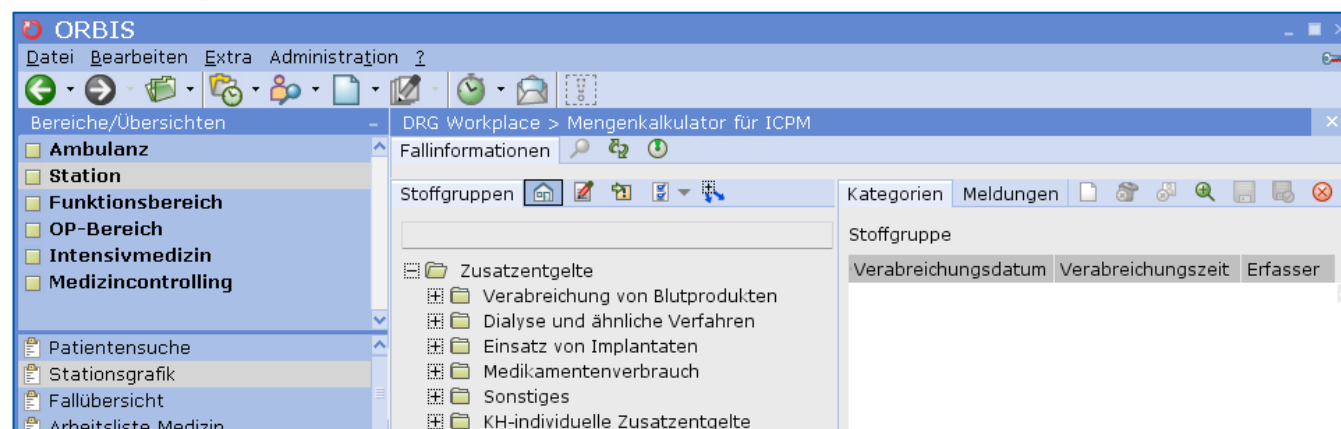 ORBIS
Datei Bearbeiten Extra Administration ?
Bereiche/Übersichten
Ambulanz
Station
Funktionsbereich
OP-Bereich
Intensivmedizin
Medizincontrolling
Patientensuche
Stationsgrafik
Fallübersicht
Arbeitsliste Medizin
DRG Workplace > Mengenkalkulator für ICPM
Fallinformationen
Stoffgruppen
Zusatzentgelte
Verabreichung von Blutprodukten
Dialyse und ähnliche Verfahren
Einsatz von Implantaten
Medikamentenverbrauch
Sonstiges
KH-individuelle Zusatzentgelte
Kategorien Meldungen
Stoffgruppe
Verabreichungsdatum Verabreichungszeit Erfasser